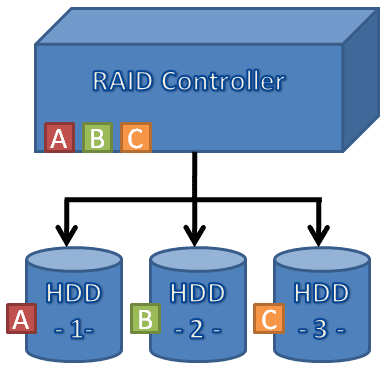 RAID Controller
A B C
HDD HDD HDD
A - 1- B - 2 - C - 3 -